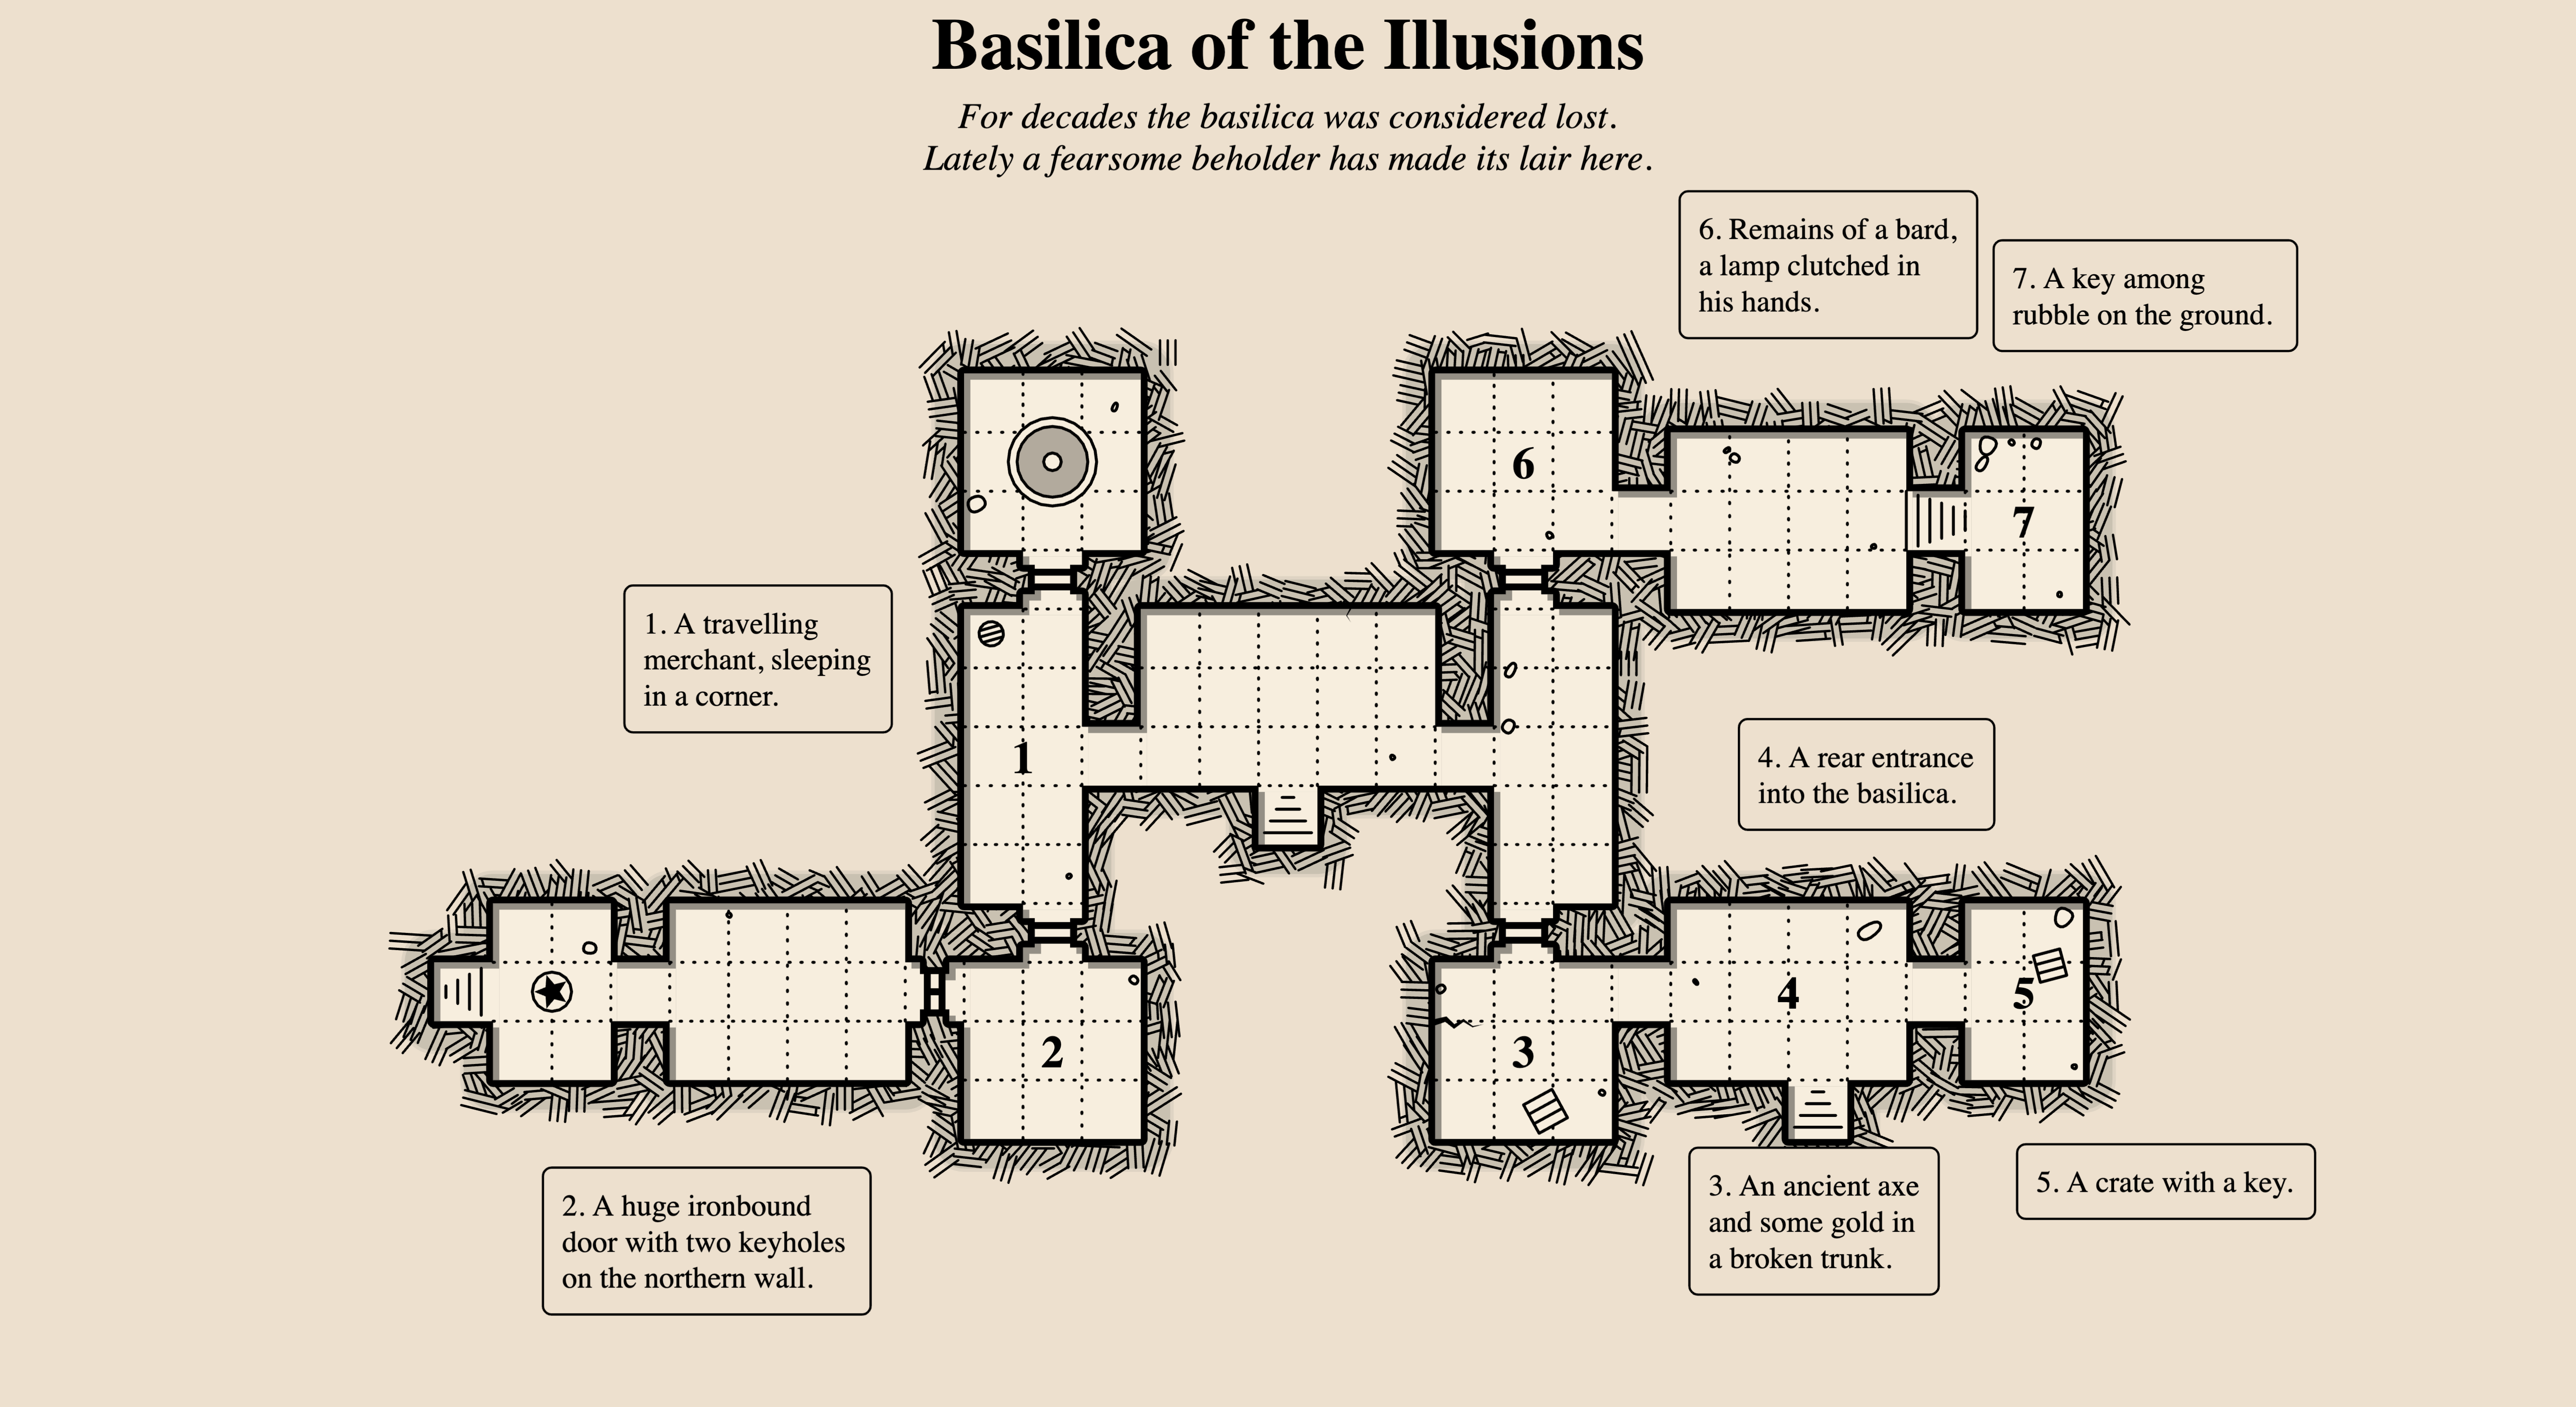 Basilica of the Illusions
For decades the basilica was considered lost.
Lately a fearsome beholder has made its lair here.
6. Remains of a bard,
a lamp clutched in
his hands.
7. A key among
rubble on the ground.
6
7
1. A travelling
merchant, sleeping
in a corner.
1
4. A rear entrance
into the basilica.
2
3
4
5
2. A huge ironbound
door with two keyholes
on the northern wall.
3. An ancient axe
and some gold in
a broken trunk.
5. A crate with a key.